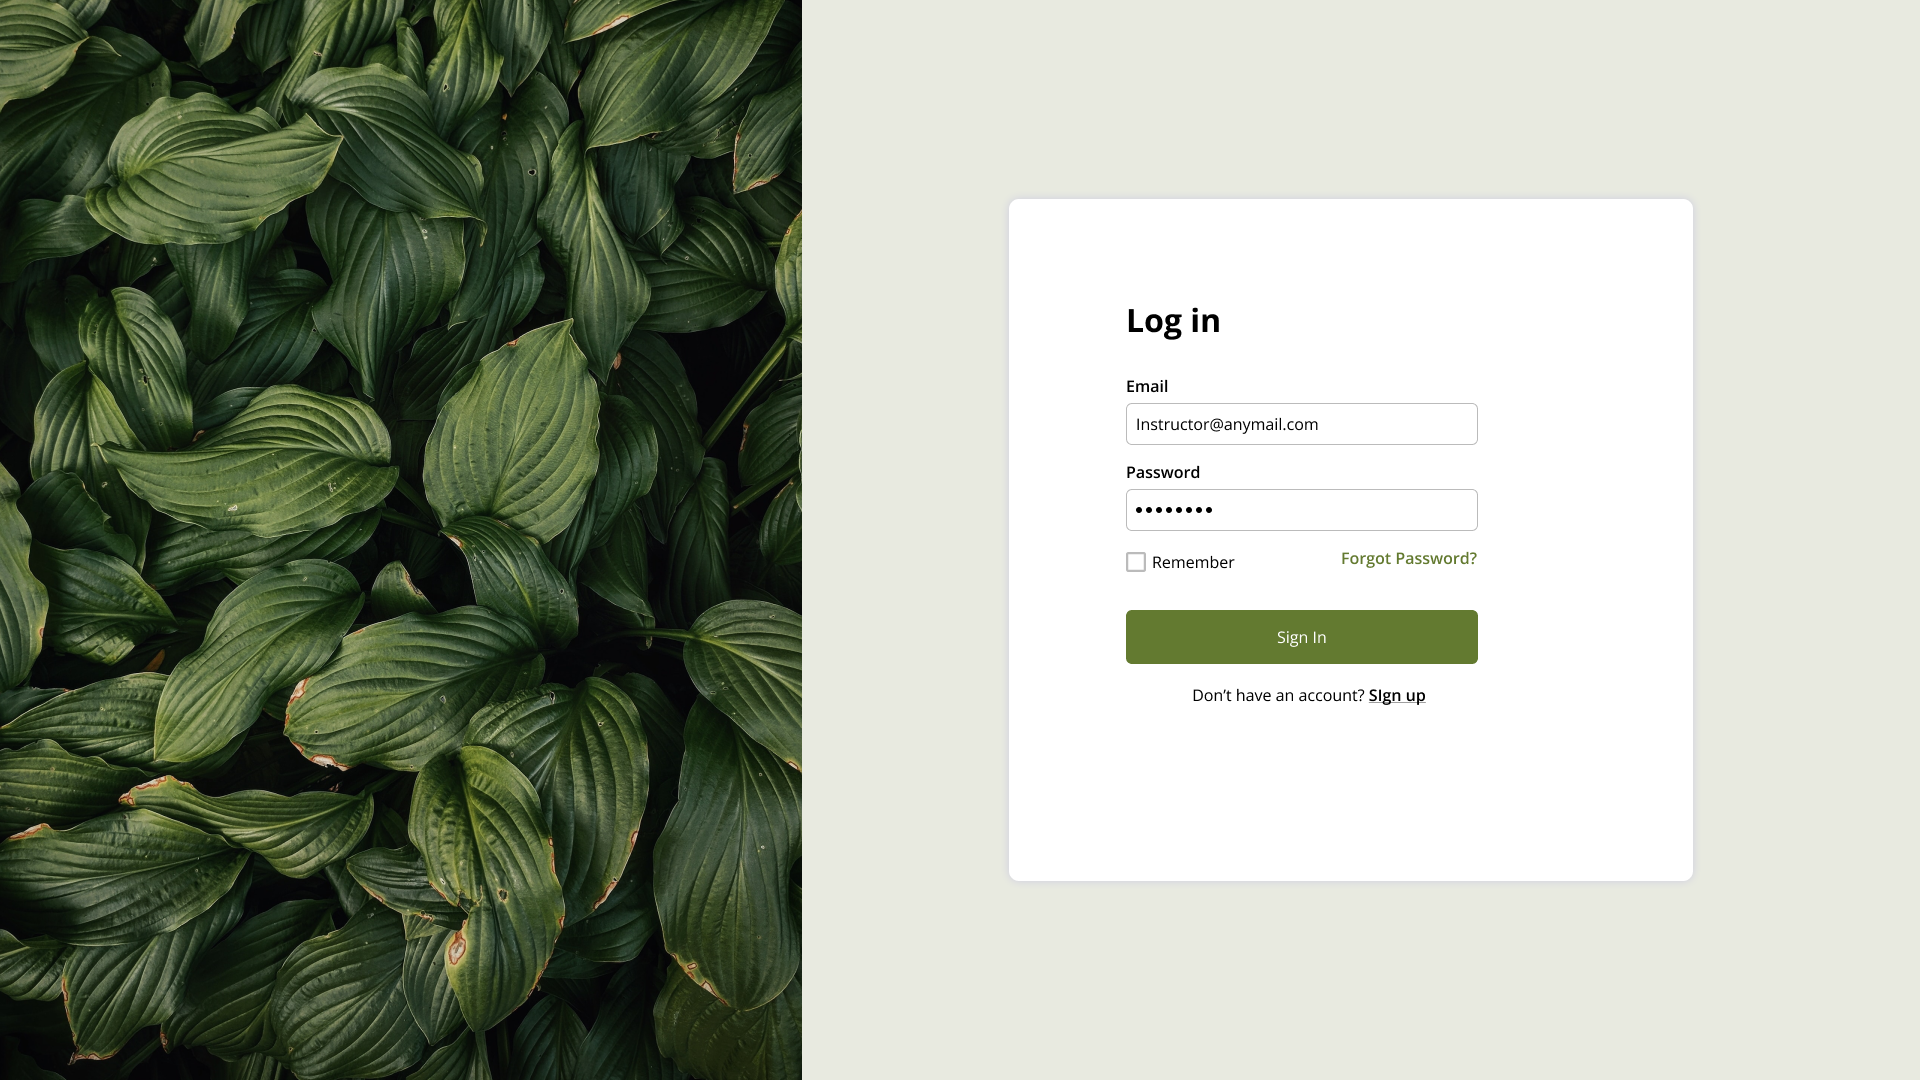 Log in
Email
Instructor@anymail.com
Password
Remember
Forgot Password?
Sign In
Don’t have an account? SIgn up